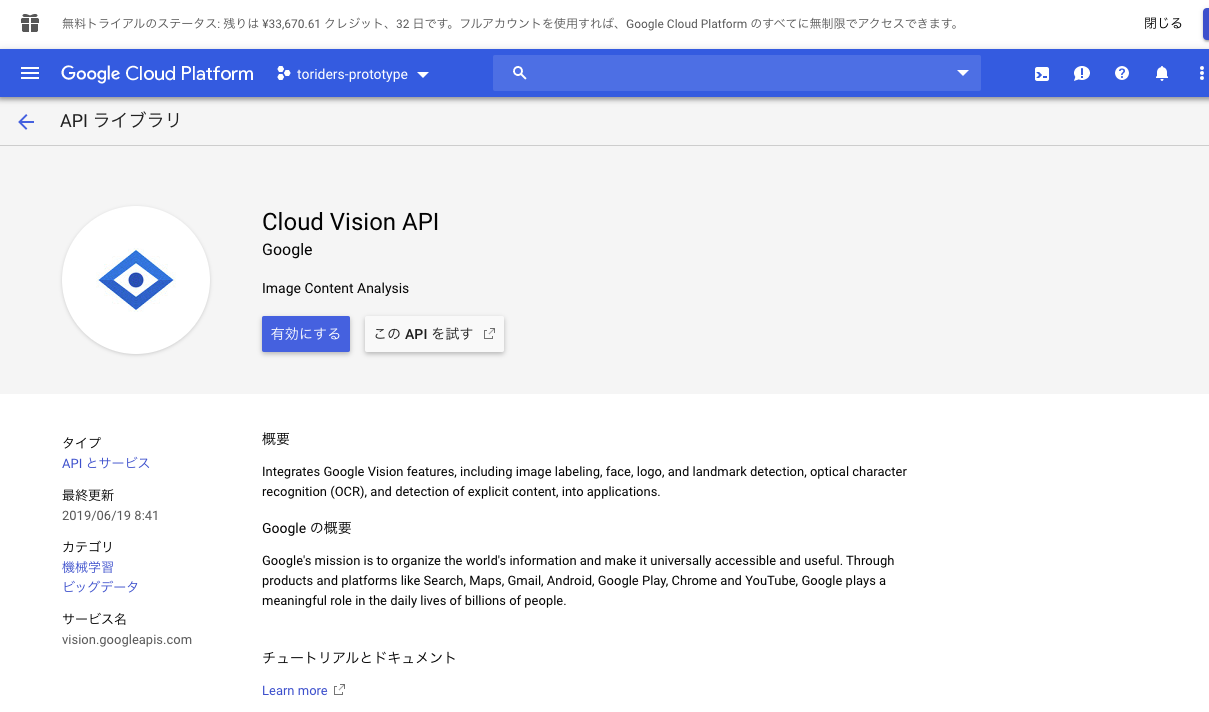 無料トライアルのステータス: 残りは ¥33,670.61 クレジット、32 日です。フルアカウントを使用すれば、Google Cloud Platform のすべてに無制限でアクセスできます。
閉じる
Google Cloud Platform
toriders-prototype
API ライブラリ
Cloud Vision API
Google
Image Content Analysis
有効にする
この API を試す
タイプ
API とサービス
最終更新
2019/06/19 8:41
カテゴリ
機械学習
ビッグデータ
サービス名
vision.googleapis.com
概要
Integrates Google Vision features, including image labeling, face, logo, and landmark detection, optical character
recognition (OCR), and detection of explicit content, into applications.
Google の概要
Google's mission is to organize the world's information and make it universally accessible and useful. Through
products and platforms like Search, Maps, Gmail, Android, Google Play, Chrome and YouTube, Google plays a
meaningful role in the daily lives of billions of people.
チュートリアルとドキュメント
Learn more